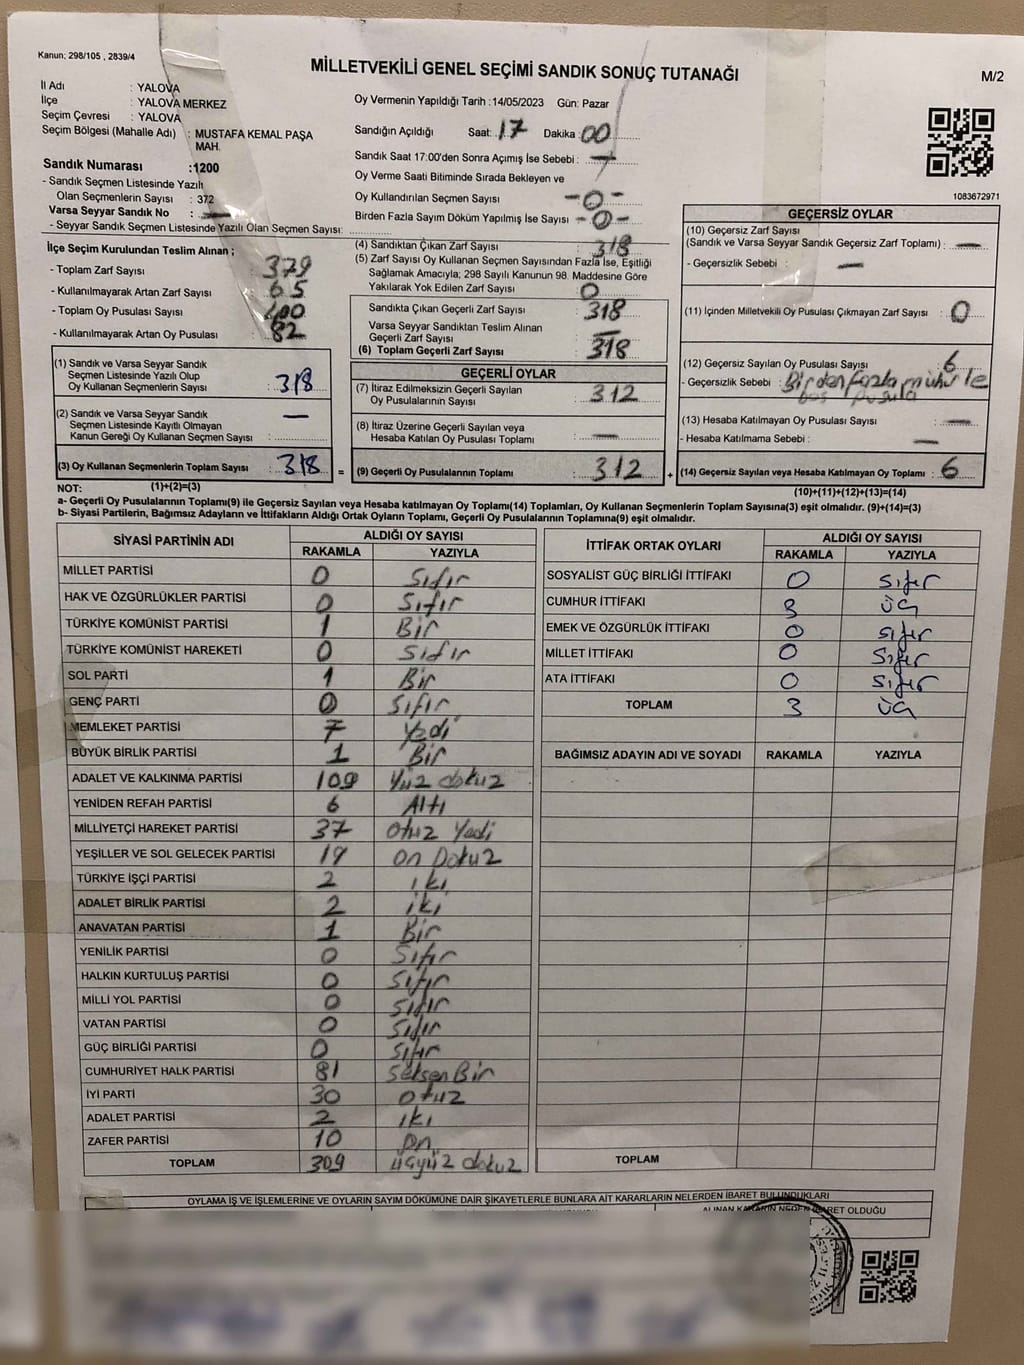 Kanun: 298/105 , 2839/4
MİLLETVEKİLİ GENEL SEÇİMİ SANDIK SONUÇ TUTANAĞI
M/2
İl Adı : YALOVA
İlçe : YALOVA MERKEZ
Seçim Çevresi : YALOVA
Seçim Bölgesi (Mahalle Adı) : MUSTAFA KEMAL PAŞA
MAH.
Sandık Numarası :1200
- Sandık Seçmen Listesinde Yazılı
Olan Seçmenlerin Sayısı : 372
Varsa Seyyar Sandık No : —
- Seyyar Sandık Seçmen Listesinde Yazılı Olan Seçmen Sayısı:
Oy Vermenin Yapıldığı Tarih :14/05/2023 Gün: Pazar
Sandığın Açıldığı Saat: 17 Dakika : 00
Sandık Saat 17:00'den Sonra Açımış İse Sebebi : —
Oy Verme Saati Bitiminde Sırada Bekleyen ve
Oy Kullandırılan Seçmen Sayısı -0-
Birden Fazla Sayım Döküm Yapılmış İse Sayısı -0-
1083672971
İlçe Seçim Kurulundan Teslim Alınan ;
- Toplam Zarf Sayısı : 379
- Kullanılmayarak Artan Zarf Sayısı : 65
- Toplam Oy Pusulası Sayısı : 400
- Kullanılmayarak Artan Oy Pusulası : 82
(4) Sandıktan Çıkan Zarf Sayısı : 318
(5) Zarf Sayısı Oy Kullanan Seçmen Sayısından Fazla İse, Eşitliği
Sağlamak Amacıyla; 298 Sayılı Kanunun 98. Maddesine Göre
Yakılarak Yok Edilen Zarf Sayısı : 0
Sandıkta Çıkan Geçerli Zarf Sayısı : 318
Varsa Seyyar Sandıktan Teslim Alınan
Geçerli Zarf Sayısı : —
(6) Toplam Geçerli Zarf Sayısı : 318
GEÇERSİZ OYLAR
(10) Geçersiz Zarf Sayısı
(Sandık ve Varsa Seyyar Sandık Geçersiz Zarf Toplamı) : —
- Geçersizlik Sebebi : —
(11) İçinden Milletvekili Oy Pusulası Çıkmayan Zarf Sayısı : 0
(12) Geçersiz Sayılan Oy Pusulası Sayısı : 6
- Geçersizlik Sebebi : Birden fazla mühür ile
boş pusula
(13) Hesaba Katılmayan Oy Pusulası Sayısı : —
- Hesaba Katılmama Sebebi : —
(14) Geçersiz Sayılan veya Hesaba Katılmayan Oy Toplamı : 6
(10)+(11)+(12)+(13)=(14)
(1) Sandık ve Varsa Seyyar Sandık
Seçmen Listesinde Yazılı Olup
Oy Kullanan Seçmenlerin Sayısı : 318
(2) Sandık ve Varsa Seyyar Sandık
Seçmen Listesinde Kayıtlı Olmayan
Kanun Gereği Oy Kullanan Seçmen Sayısı : —
(3) Oy Kullanan Seçmenlerin Toplam Sayısı : 318 =
(1)+(2)=(3)
GEÇERLİ OYLAR
(7) İtiraz Edilmeksizin Geçerli Sayılan
Oy Pusulalarının Sayısı : 312
(8) İtiraz Üzerine Geçerli Sayılan veya
Hesaba Katılan Oy Pusulası Toplamı : —
(9) Geçerli Oy Pusulalarının Toplamı : 312 +
NOT:
a- Geçerli Oy Pusulalarının Toplamı(9) ile Geçersiz Sayılan veya Hesaba katılmayan Oy Toplamı(14) Toplamları, Oy Kullanan Seçmenlerin Toplam Sayısına(3) eşit olmalıdır. (9)+(14)=(3)
b- Siyasi Partilerin, Bağımsız Adayların ve İttifakların Aldığı Ortak Oyların Toplamı, Geçerli Oy Pusulalarının Toplamına(9) eşit olmalıdır.
SİYASİ PARTİNİN ADI ALDIĞI OY SAYISI
RAKAMLA YAZIYLA
MİLLET PARTİSİ 0 Sıfır
HAK VE ÖZGÜRLÜKLER PARTİSİ 0 Sıfır
TÜRKİYE KOMÜNİST PARTİSİ 1 Bir
TÜRKİYE KOMÜNİST HAREKETİ 0 Sıfır
SOL PARTİ 1 Bir
GENÇ PARTİ 0 Sıfır
MEMLEKET PARTİSİ 7 Yedi
BÜYÜK BİRLİK PARTİSİ 1 Bir
ADALET VE KALKINMA PARTİSİ 109 Yüz dokuz
YENİDEN REFAH PARTİSİ 6 Altı
MİLLİYETÇİ HAREKET PARTİSİ 37 Otuz Yedi
YEŞİLLER VE SOL GELECEK PARTİSİ 19 On Dokuz
TÜRKİYE İŞÇİ PARTİSİ 2 iki
ADALET BİRLİK PARTİSİ 2 iki
ANAVATAN PARTİSİ 1 Bir
YENİLİK PARTİSİ 0 Sıfır
HALKIN KURTULUŞ PARTİSİ 0 Sıfır
MİLLİ YOL PARTİSİ 0 Sıfır
VATAN PARTİSİ 0 Sıfır
GÜÇ BİRLİĞİ PARTİSİ 0 Sıfır
CUMHURİYET HALK PARTİSİ 81 Seksen Bir
İYİ PARTİ 30 Otuz
ADALET PARTİSİ 2 iki
ZAFER PARTİSİ 10 On
TOPLAM 309 üçyüz dokuz
İTTİFAK ORTAK OYLARI ALDIĞI OY SAYISI
RAKAMLA YAZIYLA
SOSYALİST GÜÇ BİRLİĞİ İTTİFAKI 0 Sıfır
CUMHUR İTTİFAKI 3 üç
EMEK VE ÖZGÜRLÜK İTTİFAKI 0 Sıfır
MİLLET İTTİFAKI 0 Sıfır
ATA İTTİFAKI 0 Sıfır
TOPLAM 3 üç
BAĞIMSIZ ADAYIN ADI VE SOYADI RAKAMLA YAZIYLA
TOPLAM
OYLAMA İŞ VE İŞLEMLERİNE VE OYLARIN SAYIM DÖKÜMÜNE DAİR ŞİKAYETLERLE BUNLARA AİT KARARLARIN NELERDEN İBARET BULUNDUKLARI
ALINAN KARARIN NEDEN İBARET OLDUĞU